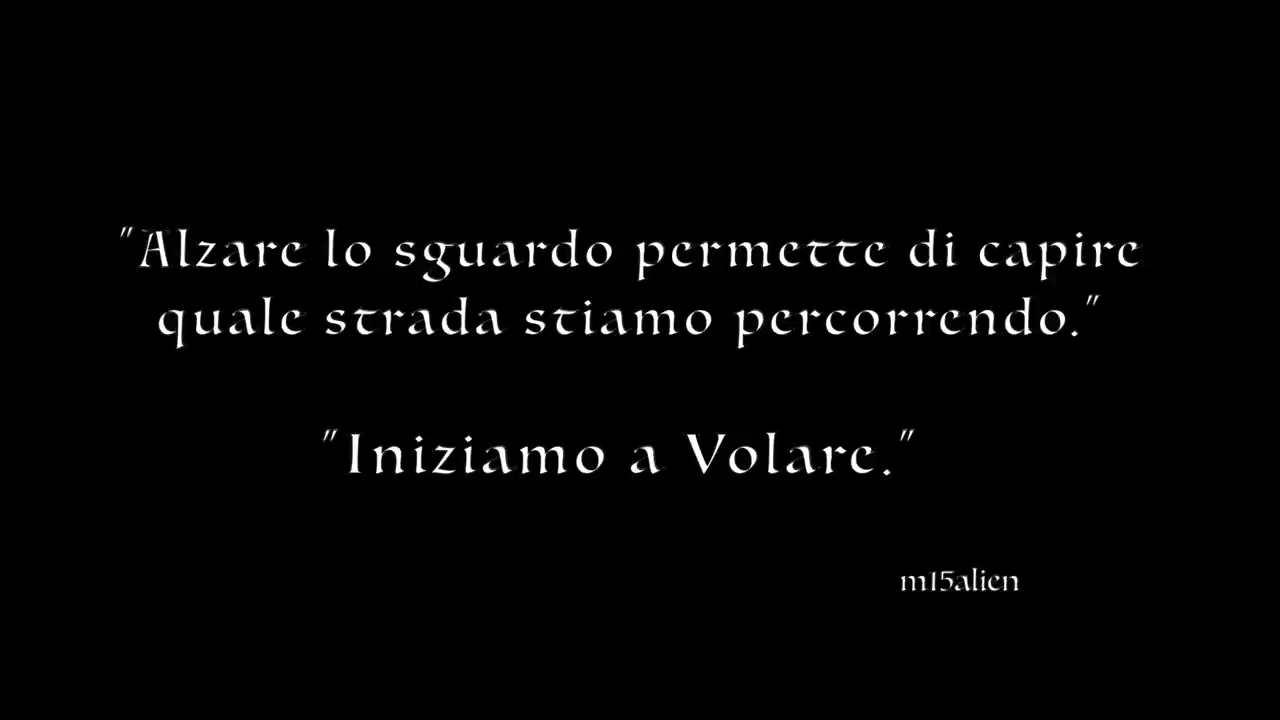 "Alzare lo sguardo permette di capire
quale strada stiamo percorrendo."
"Iniziamo a Volare."
m15alien